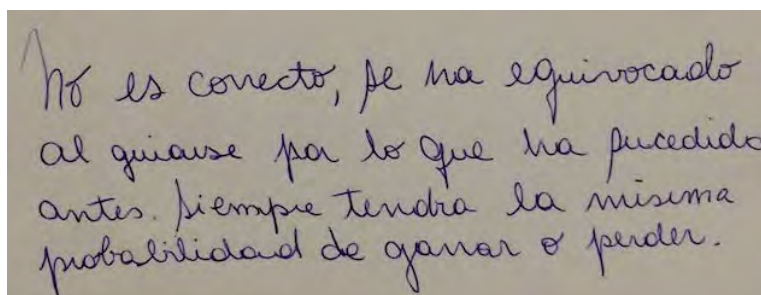 No es correcto, se ha equivocado
al guiarse por lo que ha sucedido
antes. Siempre tendra la misma
probabilidad de ganar o perder.